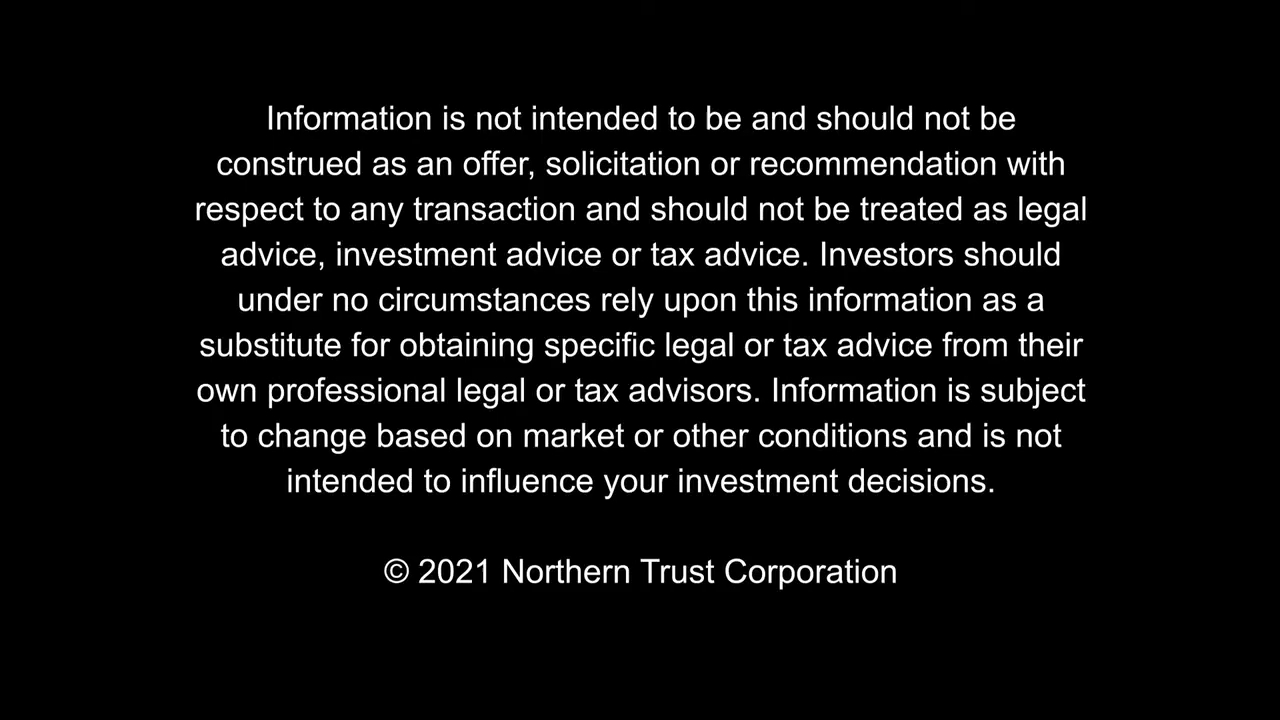 Information is not intended to be and should not be
construed as an offer, solicitation or recommendation with
respect to any transaction and should not be treated as legal
advice, investment advice or tax advice. Investors should
under no circumstances rely upon this information as a
substitute for obtaining specific legal or tax advice from their
own professional legal or tax advisors. Information is subject
to change based on market or other conditions and is not
intended to influence your investment decisions.
© 2021 Northern Trust Corporation